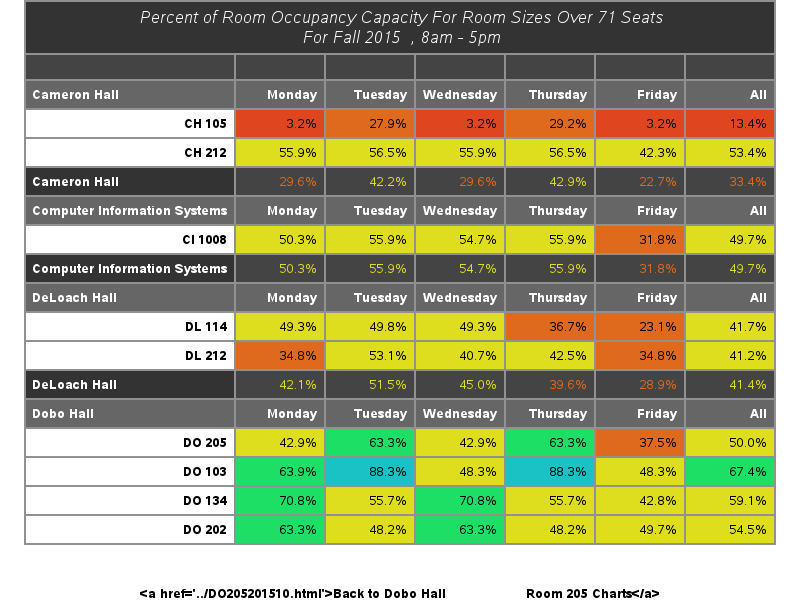 Percent of Room Occupancy Capacity For Room Sizes Over 71 Seats
For Fall 2015 , 8am - 5pm
Cameron Hall Monday Tuesday Wednesday Thursday Friday All
CH 105 3.2% 27.9% 3.2% 29.2% 3.2% 13.4%
CH 212 55.9% 56.5% 55.9% 56.5% 42.3% 53.4%
Cameron Hall 29.6% 42.2% 29.6% 42.9% 22.7% 33.4%
Computer Information Systems Monday Tuesday Wednesday Thursday Friday All
CI 1008 50.3% 55.9% 54.7% 55.9% 31.8% 49.7%
Computer Information Systems 50.3% 55.9% 54.7% 55.9% 31.8% 49.7%
DeLoach Hall Monday Tuesday Wednesday Thursday Friday All
DL 114 49.3% 49.8% 49.3% 36.7% 23.1% 41.7%
DL 212 34.8% 53.1% 40.7% 42.5% 34.8% 41.2%
DeLoach Hall 42.1% 51.5% 45.0% 39.6% 28.9% 41.4%
Dobo Hall Monday Tuesday Wednesday Thursday Friday All
DO 205 42.9% 63.3% 42.9% 63.3% 37.5% 50.0%
DO 103 63.9% 88.3% 48.3% 88.3% 48.3% 67.4%
DO 134 70.8% 55.7% 70.8% 55.7% 42.8% 59.1%
DO 202 63.3% 48.2% 63.3% 48.2% 49.7% 54.5%
<a href='../DO205201510.html'>Back to Dobo Hall Room 205 Charts</a>